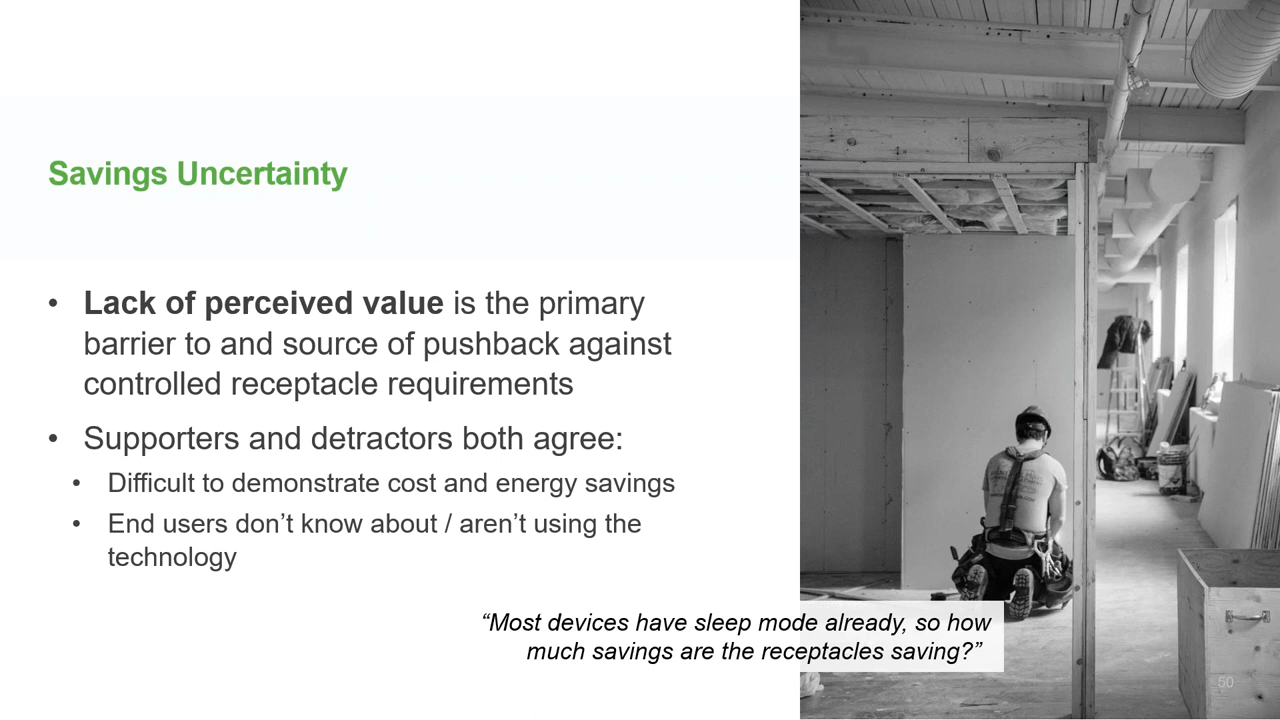 Savings Uncertainty
• Lack of perceived value is the primary
barrier to and source of pushback against
controlled receptacle requirements
• Supporters and detractors both agree:
• Difficult to demonstrate cost and energy savings
• End users don’t know about / aren’t using the
technology
“Most devices have sleep mode already, so how
much savings are the receptacles saving?”
50